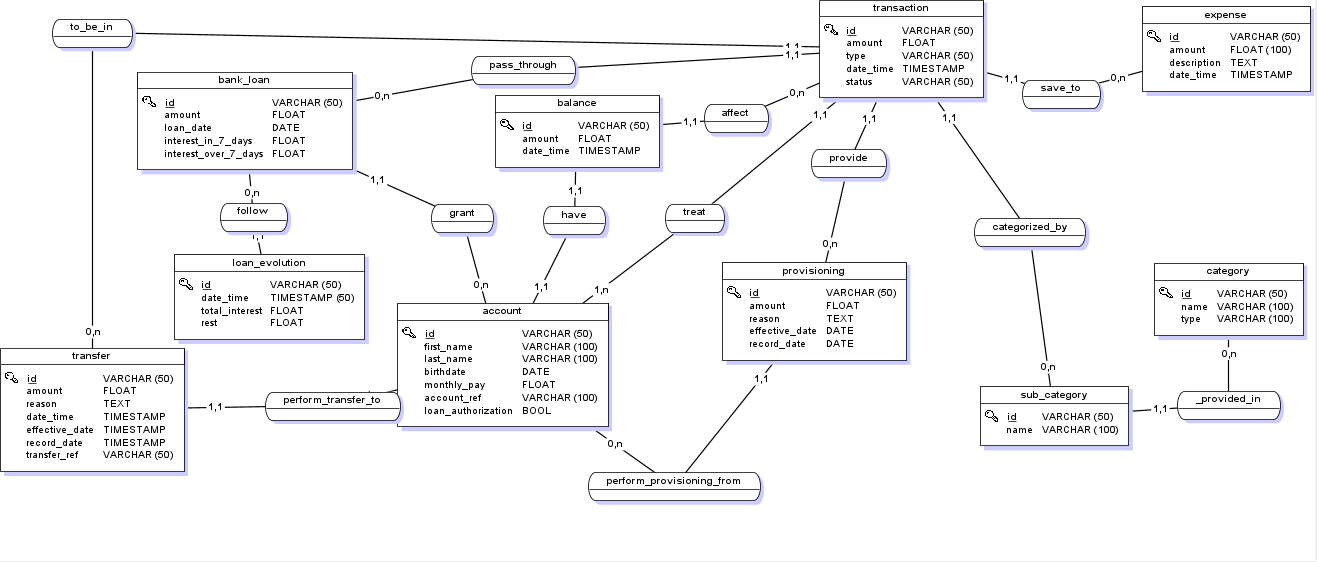 to_be_in
1,1
0,n
pass_through
1,1
0,n
transaction
id VARCHAR (50)
amount FLOAT
type VARCHAR (50)
date_time TIMESTAMP
status VARCHAR (50)
expense
id VARCHAR (50)
amount FLOAT (100)
description TEXT
date_time TIMESTAMP
save_to
1,1
0,n
bank_loan
id VARCHAR (50)
amount FLOAT
loan_date DATE
interest_in_7_days FLOAT
interest_over_7_days FLOAT
balance
id VARCHAR (50)
amount FLOAT
date_time TIMESTAMP
affect
1,1
0,n
provide
1,1
0,n
follow
0,n
1,1
grant
1,1
0,n
have
1,1
1,1
treat
1,1
1,n
categorized_by
1,1
0,n
loan_evolution
id VARCHAR (50)
date_time TIMESTAMP (50)
total_interest FLOAT
rest FLOAT
provisioning
id VARCHAR (50)
amount FLOAT
reason TEXT
effective_date DATE
record_date DATE
category
id VARCHAR (50)
name VARCHAR (100)
type VARCHAR (100)
account
id VARCHAR (50)
first_name VARCHAR (100)
last_name VARCHAR (100)
birthdate DATE
monthly_pay FLOAT
account_ref VARCHAR (100)
loan_authorization BOOL
transfer
id VARCHAR (50)
amount FLOAT
reason TEXT
date_time TIMESTAMP
effective_date TIMESTAMP
record_date TIMESTAMP
transfer_ref VARCHAR (50)
perform_transfer_to
1,1
sub_category
id VARCHAR (50)
name VARCHAR (100)
_provided_in
0,n
1,1
perform_provisioning_from
0,n
1,1